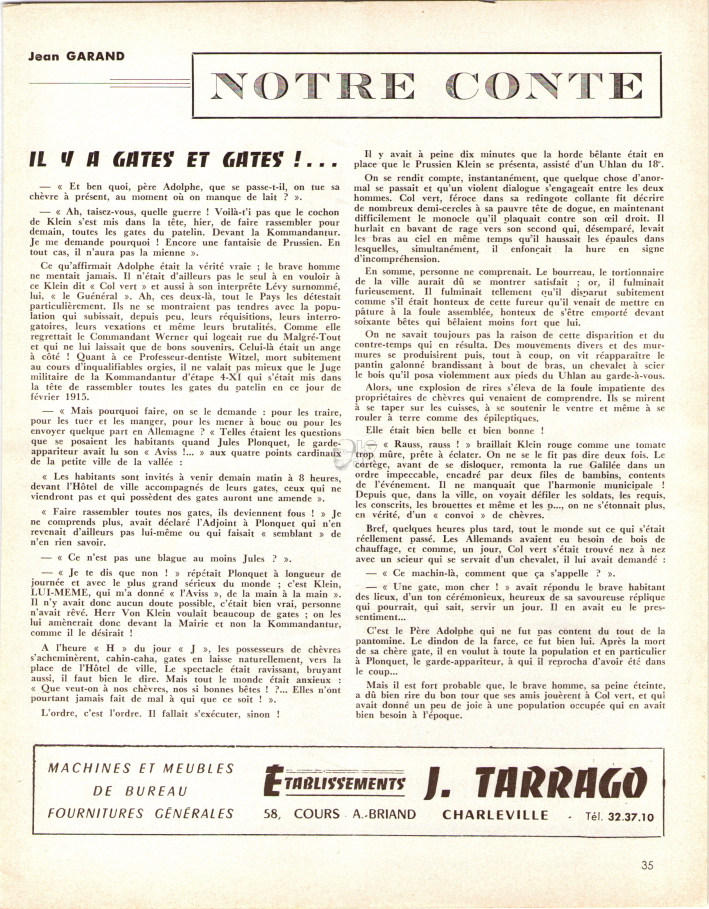 Jean GARAND
NOTRE CONTE
IL Y A GATES ET GATES !...
— « Et ben quoi, père Adolphe, que se passe-t-il, on tue sa
chèvre à présent, au moment où on manque de lait ? ».
— « Ah, taisez-vous, quelle guerre ! Voilà-t'i pas que le cochon
de Klein s'est mis dans la tête, hier, de faire rassembler pour
demain, toutes les gates du patelin. Devant la Kommandantur.
Je me demande pourquoi ! Encore une fantaisie de Prussien. En
tout cas, il n'aura pas la mienne ».
Ce qu'affirmait Adolphe était la vérité vraie ; le brave homme
ne mentait jamais. Il n'était d'ailleurs pas le seul à en vouloir à
ce Klein dit « Col vert » et aussi à son interprête Lévy surnommé,
lui, « le Guénéral ». Ah, ces deux-là, tout le Pays les détestait
particulièrement. Ils ne se montraient pas tendres avec la popu-
lation qui subissait, depuis peu, leurs réquisitions, leurs interro-
gatoires, leurs vexations et même leurs brutalités. Comme elle
regrettait le Commandant Werner qui logeait rue du Malgré-Tout
et qui ne lui laissait que de bons souvenirs. Celui-là était un ange
à côté ! Quant à ce Professeur-dentiste Witzel, mort subitement
au cours d'inqualifiables orgies, il ne valait pas mieux que le Juge
militaire de la Kommandantur d'étape 4-XI qui s'était mis dans
la tête de rassembler toutes les gates du patelin en ce jour de
février 1915.
— « Mais pourquoi faire, on se le demande : pour les traire,
pour les tuer et les manger, pour les mener à bouc ou pour les
envoyer quelque part en Allemagne ? « Telles étaient les questions
que se posaient les habitants quand Jules Plonquet, le garde-
appariteur avait lu son « Aviss !... » aux quatre points cardinaux
de la petite ville de la vallée :
« Les habitants sont invités à venir demain matin à 8 heures,
devant l'Hôtel de ville accompagnés de leurs gates, ceux qui ne
viendront pas et qui possèdent des gates auront une amende ».
« Faire rassembler toutes nos gates, ils deviennent fous ! » Je
ne comprends plus, avait déclaré l'Adjoint à Plonquet qui n'en
revenait d'ailleurs pas lui-même ou qui faisait « semblant » de
n'en rien savoir.
— « Ce n'est pas une blague au moins Jules ? ».
— « Je te dis que non ! » répétait Plonquet à longueur de
journée et avec le plus grand sérieux du monde ; c'est Klein,
LUI-MEME, qui m'a donné « l'Aviss », de la main à la main ».
Il n'y avait donc aucun doute possible, c'était bien vrai, personne
n'avait rêvé. Herr Von Klein voulait beaucoup de gates ; on les
lui amènerait donc devant la Mairie et non la Kommandantur,
comme il le désirait !
A l'heure « H » du jour « J », les possesseurs de chèvres
s'acheminèrent, cahin-caha, gates en laisse naturellement, vers la
place de l'Hôtel de ville. Le spectacle était ravissant, bruyant
aussi, il faut bien le dire. Mais tout le monde était anxieux :
« Que veut-on à nos chèvres, nos si bonnes bêtes ! ?... Elles n'ont
pourtant jamais fait de mal à qui que ce soit ! ».
L'ordre, c'est l'ordre. Il fallait s'exécuter, sinon !
Il y avait à peine dix minutes que la horde bêlante était en
place que le Prussien Klein se présenta, assisté d'un Uhlan du 18e.
On se rendit compte, instantanément, que quelque chose d'anor-
mal se passait et qu'un violent dialogue s'engageait entre les deux
hommes. Col vert, féroce dans sa redingote collante fit décrire
de nombreux demi-cercles à sa pauvre tête de dogue, en maintenant
difficilement le monocle qu'il plaquait contre son œil droit. Il
hurlait en bavant de rage vers son second qui, désemparé, levait
les bras au ciel en même temps qu'il haussait les épaules dans
lesquelles, simultanément, il enfonçait la hure en signe
d'incompréhension.
En somme, personne ne comprenait. Le bourreau, le tortionnaire
de la ville aurait dû se montrer satisfait ; or, il fulminait
furieusement. Il fulminait tellement qu'il disparut subitement
comme s'il était honteux de cette fureur qu'il venait de mettre en
pâture à la foule assemblée, honteux de s'être emporté devant
soixante bêtes qui bêlaient moins fort que lui.
On ne savait toujours pas la raison de cette disparition et du
contre-temps qui en résulta. Des mouvements divers et des mur-
mures se produisirent puis, tout à coup, on vit réapparaître le
pantin galonné brandissant à bout de bras, un chevalet à scier
le bois qu'il posa violemment aux pieds du Uhlan au garde-à-vous.
Alors, une explosion de rires s'éleva de la foule impatiente des
propriétaires de chèvres qui venaient de comprendre. Ils se mirent
à se taper sur les cuisses, à se soutenir le ventre et même à se
rouler à terre comme des épileptiques.
Elle était bien belle et bien bonne !
— « Rauss, rauss ! » braillait Klein rouge comme une tomate
trop mûre, prête à éclater. On ne se le fit pas dire deux fois. Le
cortège, avant de se disloquer, remonta la rue Galilée dans un
ordre impeccable, encadré par deux files de bambins, contents
de l'événement. Il ne manquait que l'harmonie municipale !
Depuis que, dans la ville, on voyait défiler les soldats, les requis,
les conscrits, les brouettes et même et les p..., on ne s'étonnait plus,
en vérité, d'un « convoi » de chèvres.
Bref, quelques heures plus tard, tout le monde sut ce qui s'était
réellement passé. Les Allemands avaient eu besoin de bois de
chauffage, et comme, un jour, Col vert s'était trouvé nez à nez
avec un scieur qui se servait d'un chevalet, il lui avait demandé :
— « Ce machin-là, comment que ça s'appelle ? ».
— « Une gate, mon cher ! » avait répondu le brave habitant
des lieux, d'un ton cérémonieux, heureux de sa savoureuse réplique
qui pourrait, qui sait, servir un jour. Il en avait eu le pres-
sentiment...
C'est le Père Adolphe qui ne fut pas content du tout de la
pantomine. Le dindon de la farce, ce fut bien lui. Après la mort
de sa chère gate, il en voulut à toute la population et en particulier
à Plonquet, le garde-appariteur, à qui il reprocha d'avoir été dans
le coup...
Mais il est fort probable que, le brave homme, sa peine éteinte,
a dû bien rire du bon tour que ses amis jouèrent à Col vert, et qui
avait donné un peu de joie à une population occupée qui en avait
bien besoin à l'époque.
MACHINES ET MEUBLES
DE BUREAU
FOURNITURES GÉNÉRALES
ÉTABLISSEMENTS J. TARRAGO
58, COURS A.-BRIAND CHARLEVILLE - Tél. 32.37.10
35